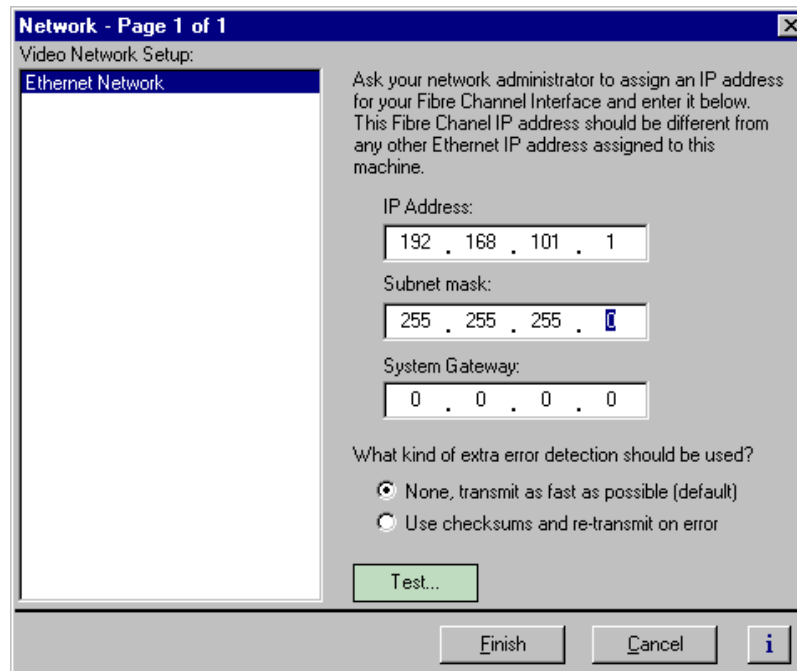 Network - Page 1 of 1
Video Network Setup:
Ethernet Network
Ask your network administrator to assign an IP address
for your Fibre Channel Interface and enter it below.
This Fibre Chanel IP address should be different from
any other Ethernet IP address assigned to this
machine.
IP Address:
192 . 168 . 101 . 1
Subnet mask:
255 . 255 . 255 . 0
System Gateway:
0 . 0 . 0 . 0
What kind of extra error detection should be used?
None, transmit as fast as possible (default)
Use checksums and re-transmit on error
Test...
Finish
Cancel
i